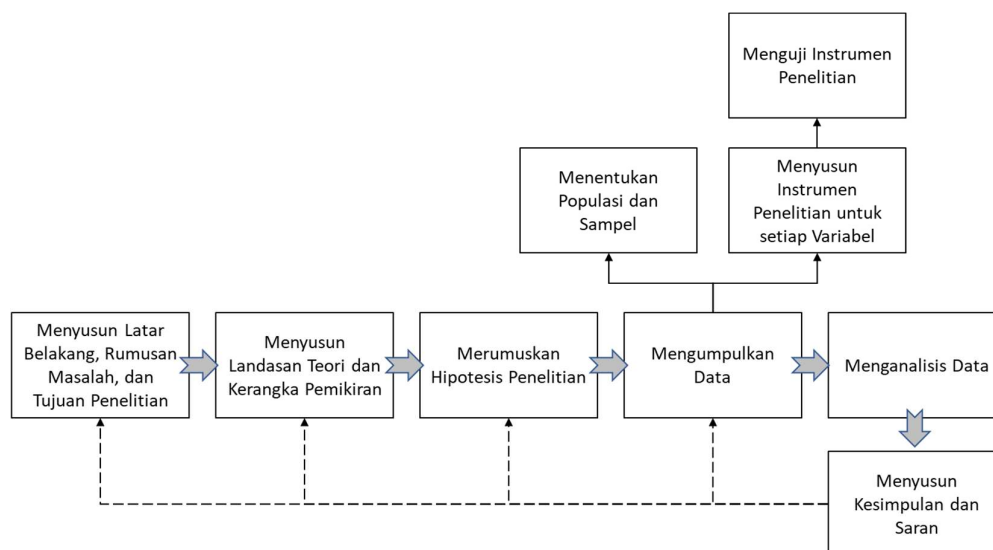 Menguji Instrumen
Penelitian
Menentukan
Populasi dan
Sampel
Menyusun
Instrumen
Penelitian untuk
setiap Variabel
Menyusun Latar
Belakang, Rumusan
Masalah, dan
Tujuan Penelitian
Menyusun
Landasan Teori dan
Kerangka Pemikiran
Merumuskan
Hipotesis Penelitian
Mengumpulkan
Data
Menganalisis Data
Menyusun
Kesimpulan dan
Saran